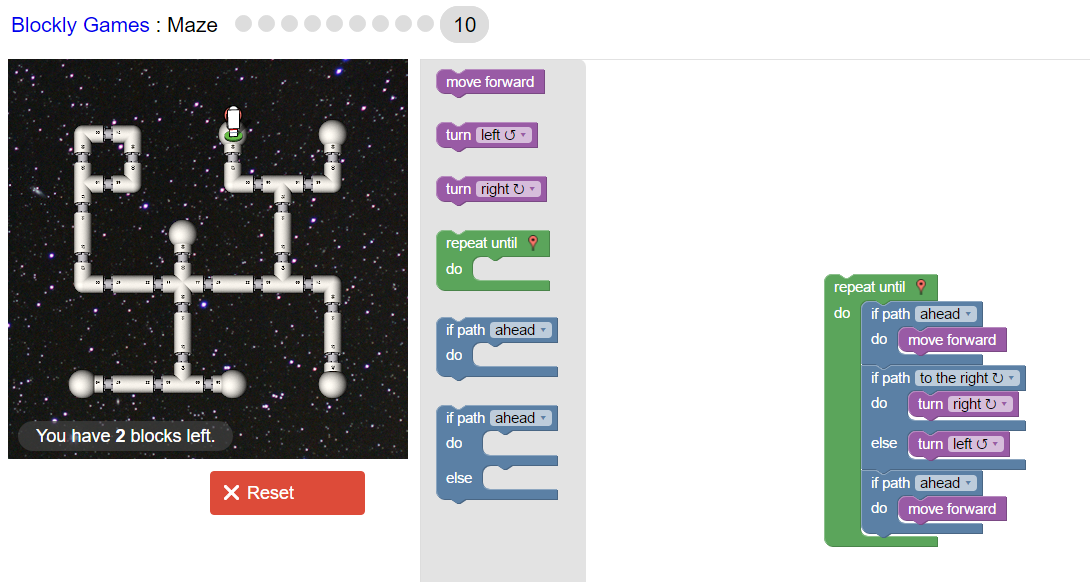 Blockly Games : Maze 10
move forward
turn left ↺
turn right ↻
repeat until
do
if path ahead
do
if path ahead
do
else
You have 2 blocks left.
Reset
repeat until
do if path ahead
do move forward
if path to the right ↻
do turn right ↻
else turn left ↺
if path ahead
do move forward